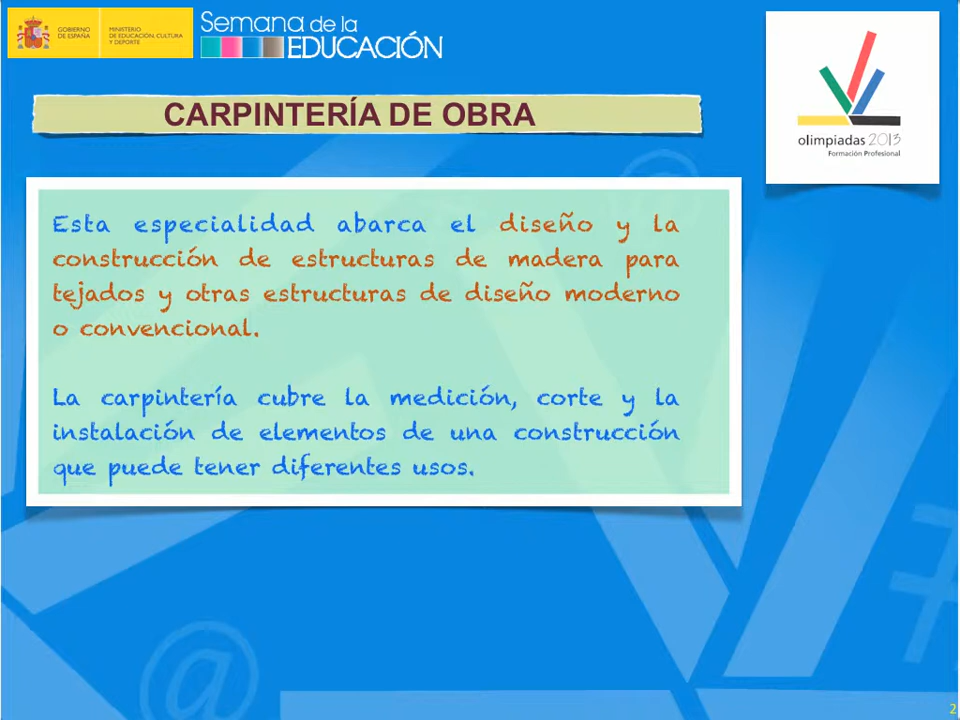 GOBIERNO
DE ESPAÑA
MINISTERIO
DE EDUCACIÓN, CULTURA
Y DEPORTE
Semana de la
EDUCACIÓN
CARPINTERÍA DE OBRA
olimpiadas 2013
Formación Profesional
Esta especialidad abarca el diseño y la
construcción de estructuras de madera para
tejados y otras estructuras de diseño moderno
o convencional.
La carpintería cubre la medición, corte y la
instalación de elementos de una construcción
que puede tener diferentes usos.
2